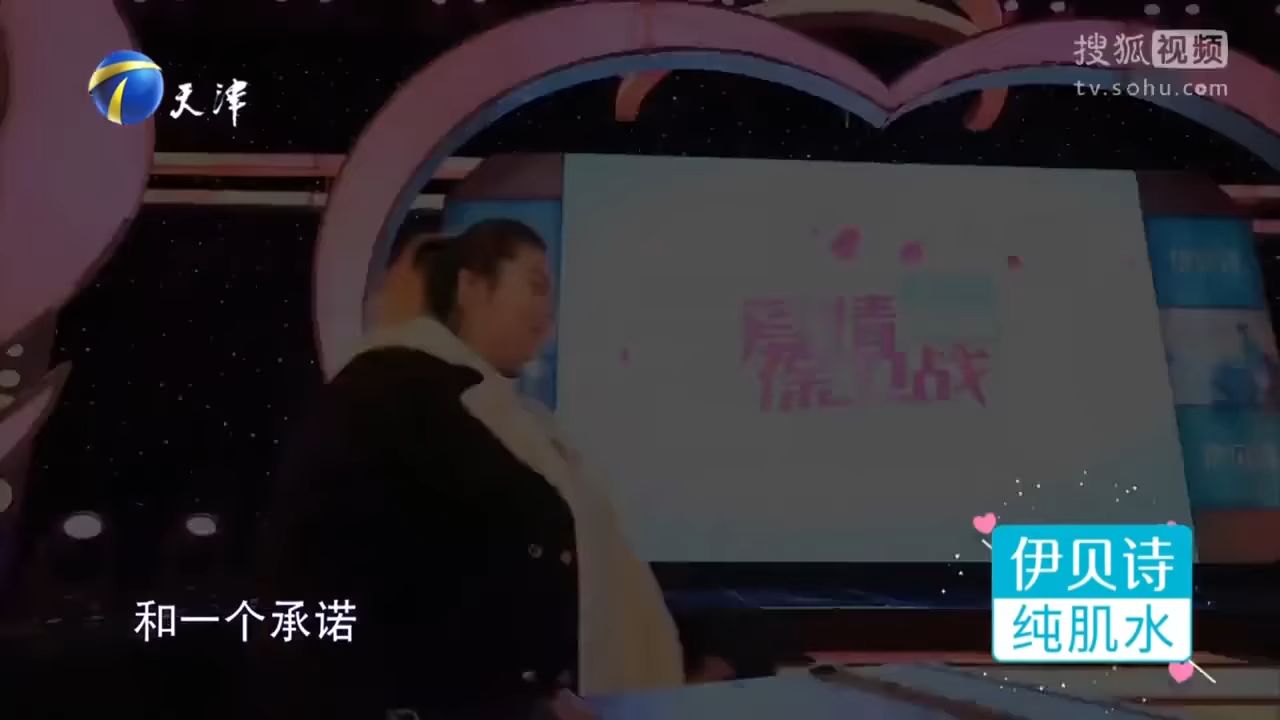 天津
搜狐视频
tv.sohu.com
爱情
保卫战
伊贝诗
纯肌水
和一个承诺